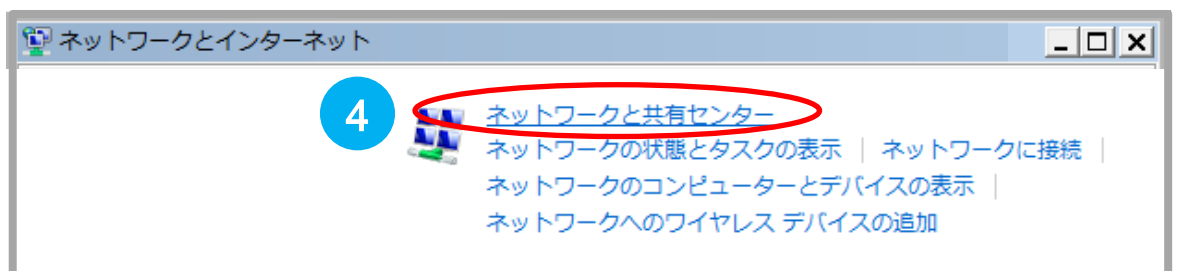 ネットワークとインターネット
4
ネットワークと共有センター
ネットワークの状態とタスクの表示 | ネットワークに接続 |
ネットワークのコンピューターとデバイスの表示 |
ネットワークへのワイヤレス デバイスの追加